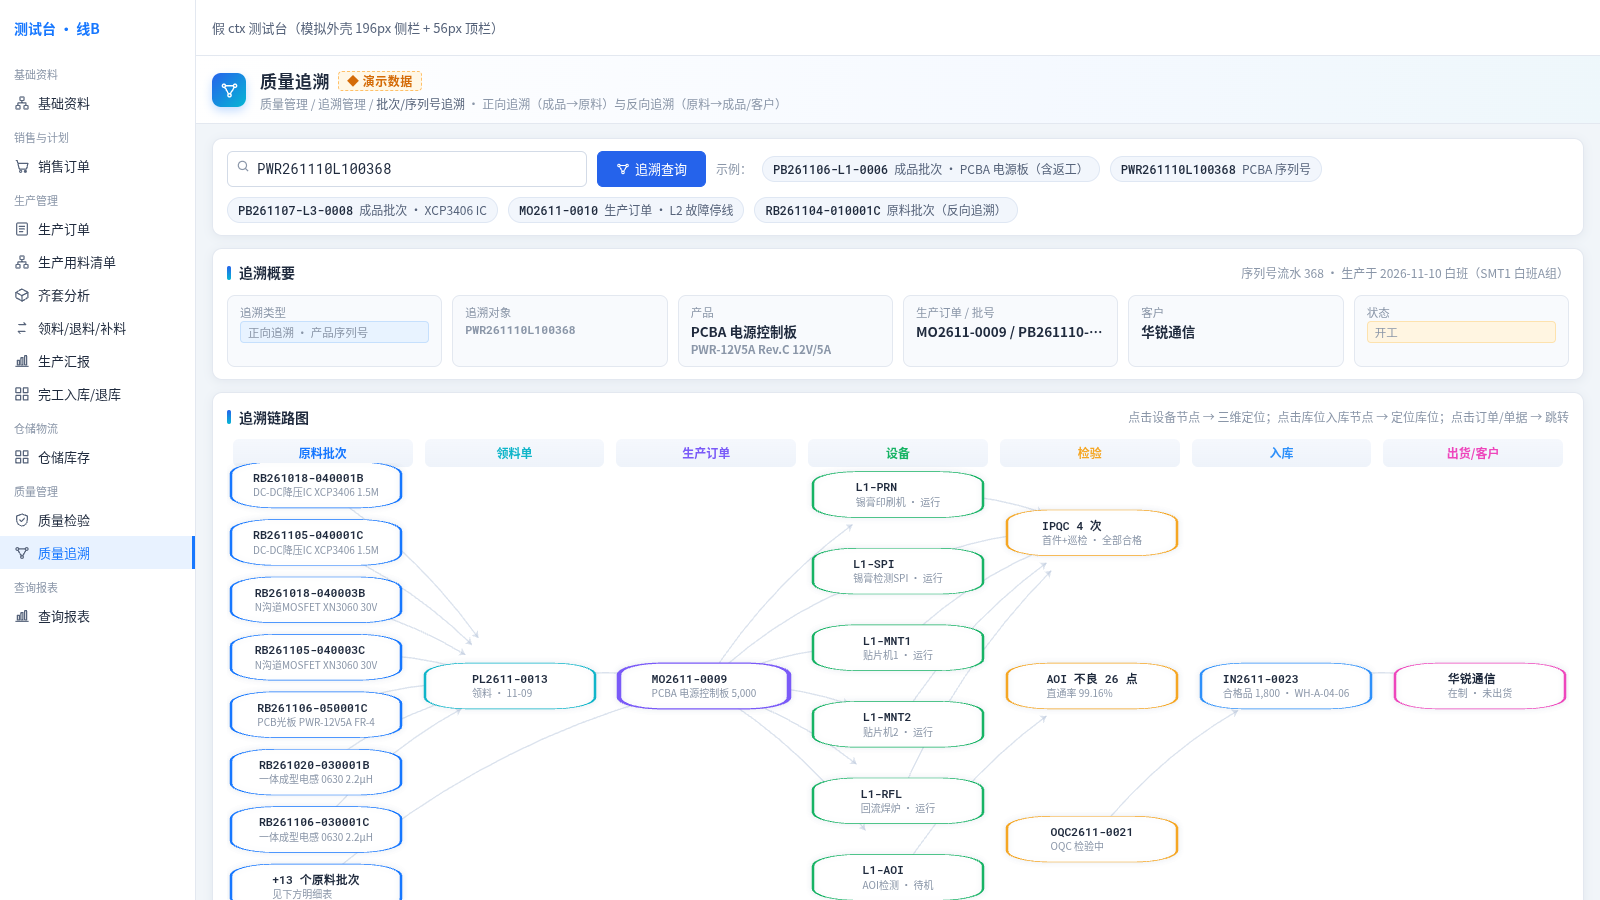 测试台 · 线B
基础资料
基础资料
销售与计划
销售订单
生产管理
生产订单
生产用料清单
齐套分析
领料/退料/补料
生产汇报
完工入库/退库
仓储物流
仓储库存
质量管理
质量检验
质量追溯
查询报表
查询报表
假 ctx 测试台（模拟外壳 196px 侧栏 + 56px 顶栏）
质量追溯 ◆ 演示数据
质量管理 / 追溯管理 / 批次/序列号追溯 · 正向追溯（成品→原料）与反向追溯（原料→成品/客户）
PWR261110L100368 追溯查询 示例： PB261106-L1-0006 成品批次 · PCBA 电源板（含返工） PWR261110L100368 PCBA 序列号
PB261107-L3-0008 成品批次 · XCP3406 IC MO2611-0010 生产订单 · L2 故障停线 RB261104-010001C 原料批次（反向追溯）
追溯概要 序列号流水 368 · 生产于 2026-11-10 白班（SMT1 白班A组）
追溯类型
正向追溯 · 产品序列号
追溯对象
PWR261110L100368
产品
PCBA 电源控制板
PWR-12V5A Rev.C 12V/5A
生产订单 / 批号
MO2611-0009 / PB261110-···
客户
华锐通信
状态
开工
追溯链路图 点击设备节点 → 三维定位；点击库位入库节点 → 定位库位；点击订单/单据 → 跳转
原料批次 领料单 生产订单 设备 检验 入库 出货/客户
RB261018-040001B
DC-DC降压IC XCP3406 1.5M
RB261105-040001C
DC-DC降压IC XCP3406 1.5M
RB261018-040003B
N沟道MOSFET XN3060 30V
RB261105-040003C
N沟道MOSFET XN3060 30V
RB261106-050001C
PCB光板 PWR-12V5A FR-4
RB261020-030001B
一体成型电感 0630 2.2μH
RB261106-030001C
一体成型电感 0630 2.2μH
+13 个原料批次
见下方明细表
PL2611-0013
领料 · 11-09
MO2611-0009
PCBA 电源控制板 5,000
L1-PRN
锡膏印刷机 · 运行
L1-SPI
锡膏检测SPI · 运行
L1-MNT1
贴片机1 · 运行
L1-MNT2
贴片机2 · 运行
L1-RFL
回流焊炉 · 运行
L1-AOI
AOI检测 · 待机
IPQC 4 次
首件+巡检 · 全部合格
AOI 不良 26 点
直通率 99.16%
OQC2611-0021
OQC 检验中
IN2611-0023
合格品 1,800 · WH-A-04-06
华锐通信
在制 · 未出货